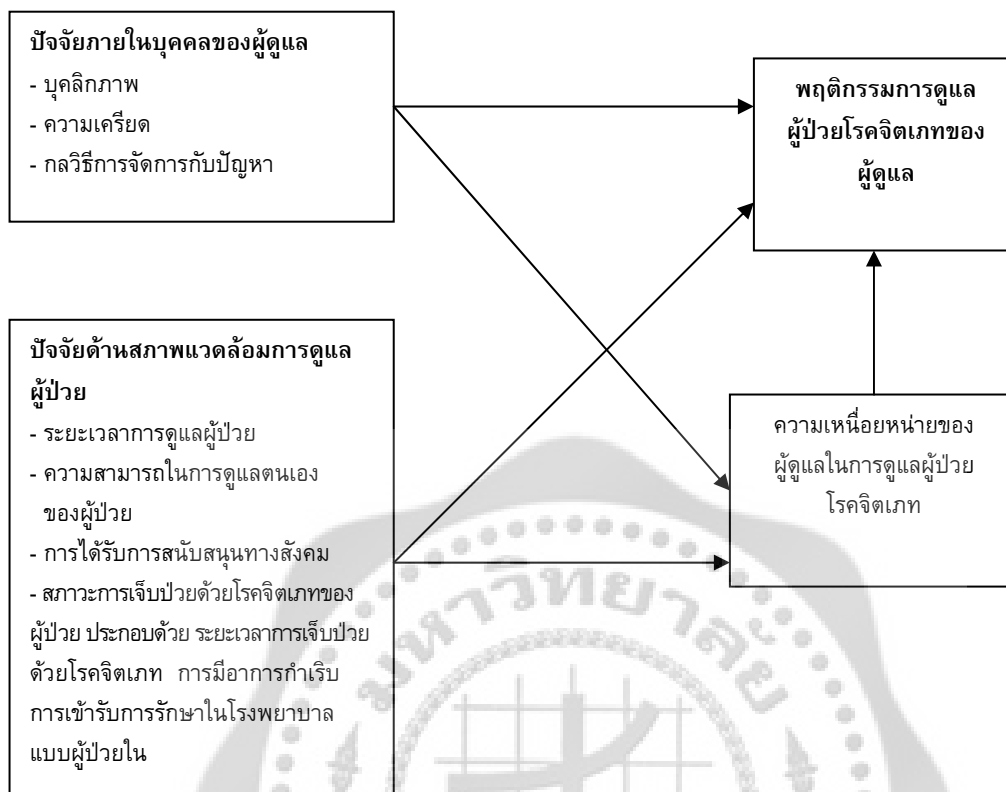 ปัจจัยภายในบุคคลของผู้ดูแล
- บุคลิกภาพ
- ความเครียด
- กลวิธีการจัดการกับปัญหา
พฤติกรรมการดูแล
ผู้ป่วยโรคจิตเภทของ
ผู้ดูแล
ปัจจัยด้านสภาพแวดล้อมการดูแล
ผู้ป่วย
- ระยะเวลาการดูแลผู้ป่วย
- ความสามารถในการดูแลตนเอง
ของผู้ป่วย
- การได้รับการสนับสนุนทางสังคม
- สภาวะการเจ็บป่วยด้วยโรคจิตเภทของ
ผู้ป่วย ประกอบด้วย ระยะเวลาการเจ็บป่วย
ด้วยโรคจิตเภท การมีอาการกำเริบ
การเข้ารับการรักษาในโรงพยาบาล
แบบผู้ป่วยใน
ความเหนื่อยหน่ายของ
ผู้ดูแลในการดูแลผู้ป่วย
โรคจิตเภท
มหาวิทยาลัย